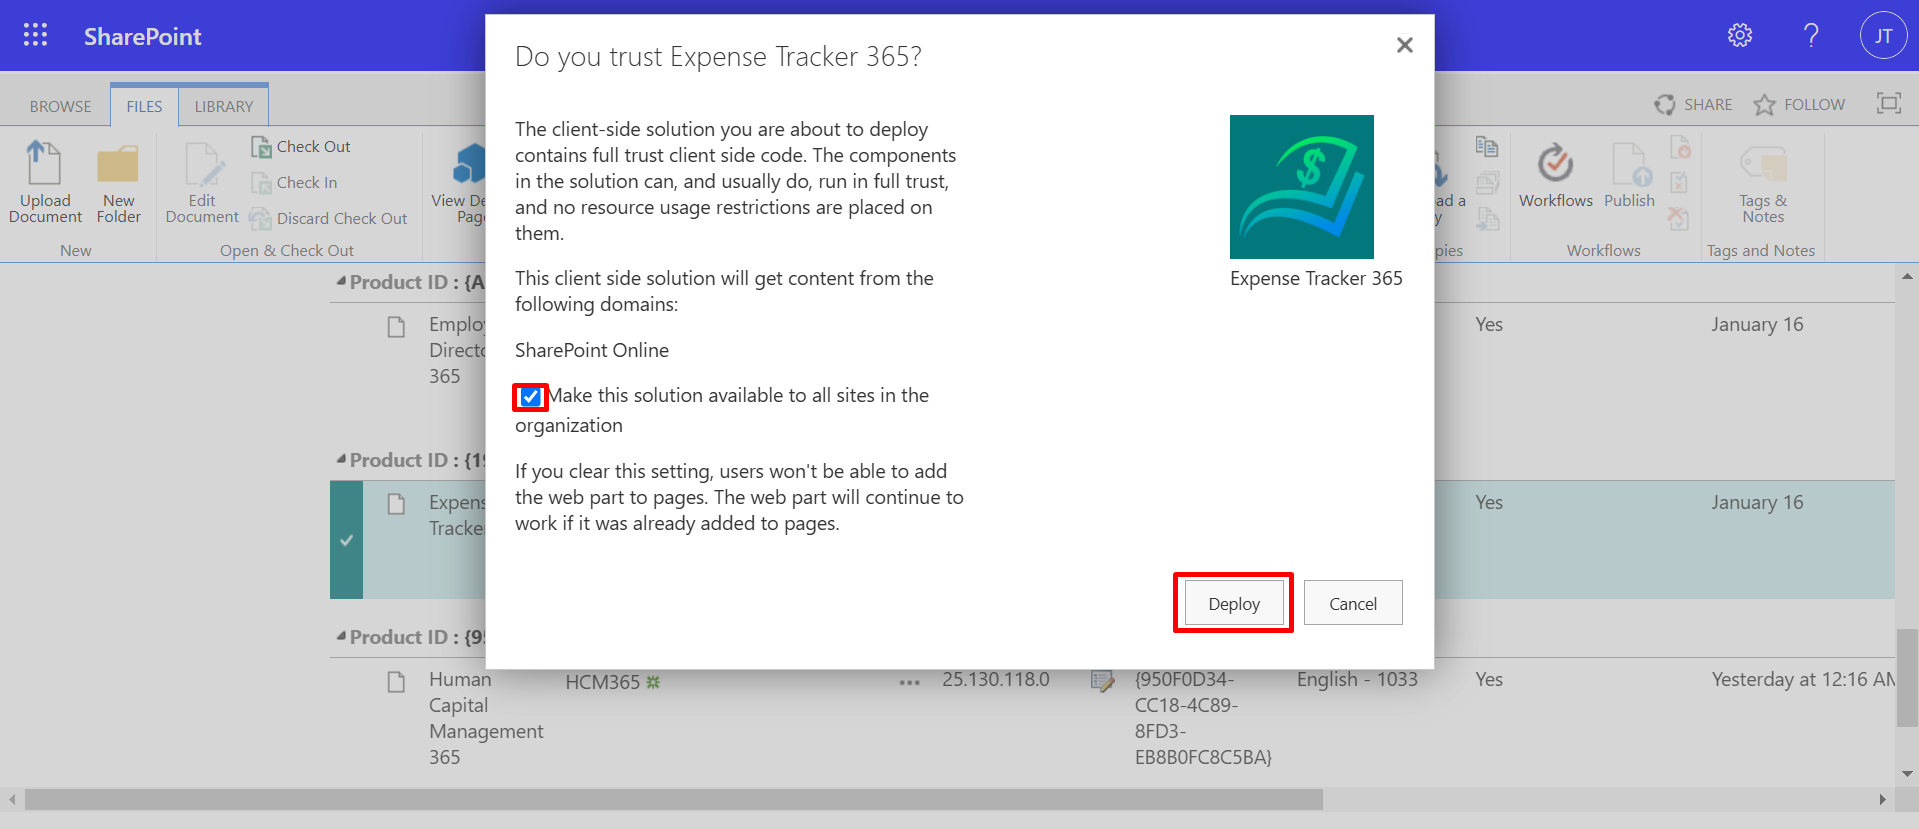 SharePoint
JT
BROWSE FILES LIBRARY
SHARE FOLLOW
Upload Document
New Folder
New
Edit Document
Check Out
Check In
Discard Check Out
Open & Check Out
Workflows
Publish
Workflows
Tags & Notes
Tags and Notes
Do you trust Expense Tracker 365?
The client-side solution you are about to deploy
contains full trust client side code. The components
in the solution can, and usually do, run in full trust,
and no resource usage restrictions are placed on
them.
This client side solution will get content from the
following domains:
SharePoint Online
Make this solution available to all sites in the
organization
If you clear this setting, users won't be able to add
the web part to pages. The web part will continue to
work if it was already added to pages.
Expense Tracker 365
Deploy Cancel
Product ID : {A
Directo
365
Yes January 16
Product ID : {19
Expens
Tracke
Yes January 16
Product ID : {95
Human
Capital
Management
365
HCM365
25.130.118.0
{950F0D34-
CC18-4C89-
8FD3-
EB8B0FC8C5BA}
English - 1033
Yes
Yesterday at 12:16 AM